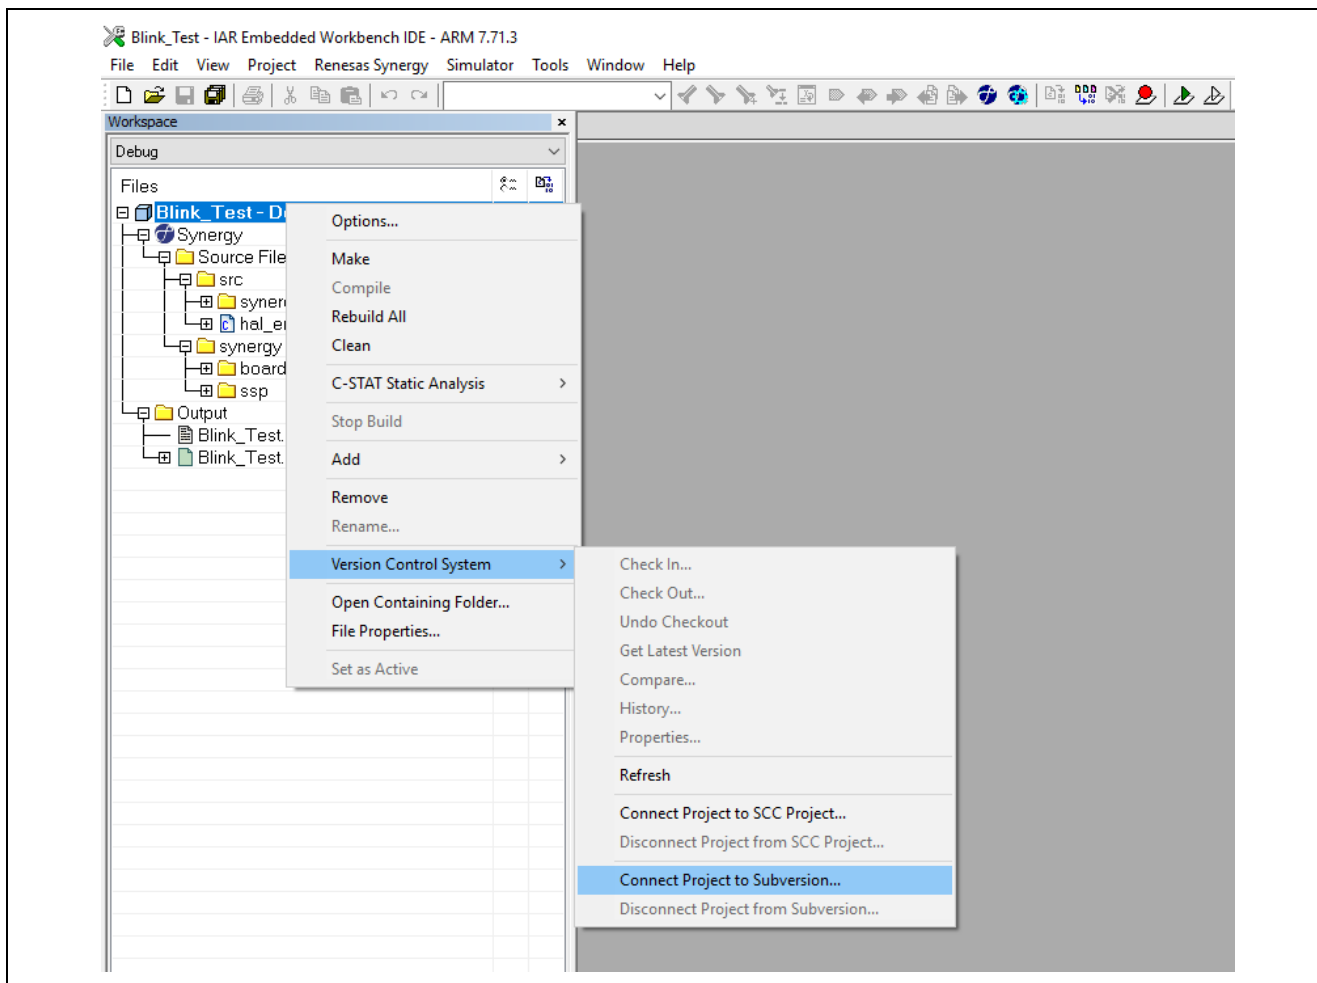 Blink_Test - IAR Embedded Workbench IDE - ARM 7.71.3
File Edit View Project Renesas Synergy Simulator Tools Window Help
Workspace
Debug
Files
Blink_Test - D
Synergy
Source File
src
syner
hal_e
synergy
board
ssp
Output
Blink_Test.
Blink_Test.
Options...
Make
Compile
Rebuild All
Clean
C-STAT Static Analysis
Stop Build
Add
Remove
Rename...
Version Control System
Open Containing Folder...
File Properties...
Set as Active
Check In...
Check Out...
Undo Checkout
Get Latest Version
Compare...
History...
Properties...
Refresh
Connect Project to SCC Project...
Disconnect Project from SCC Project...
Connect Project to Subversion...
Disconnect Project from Subversion...